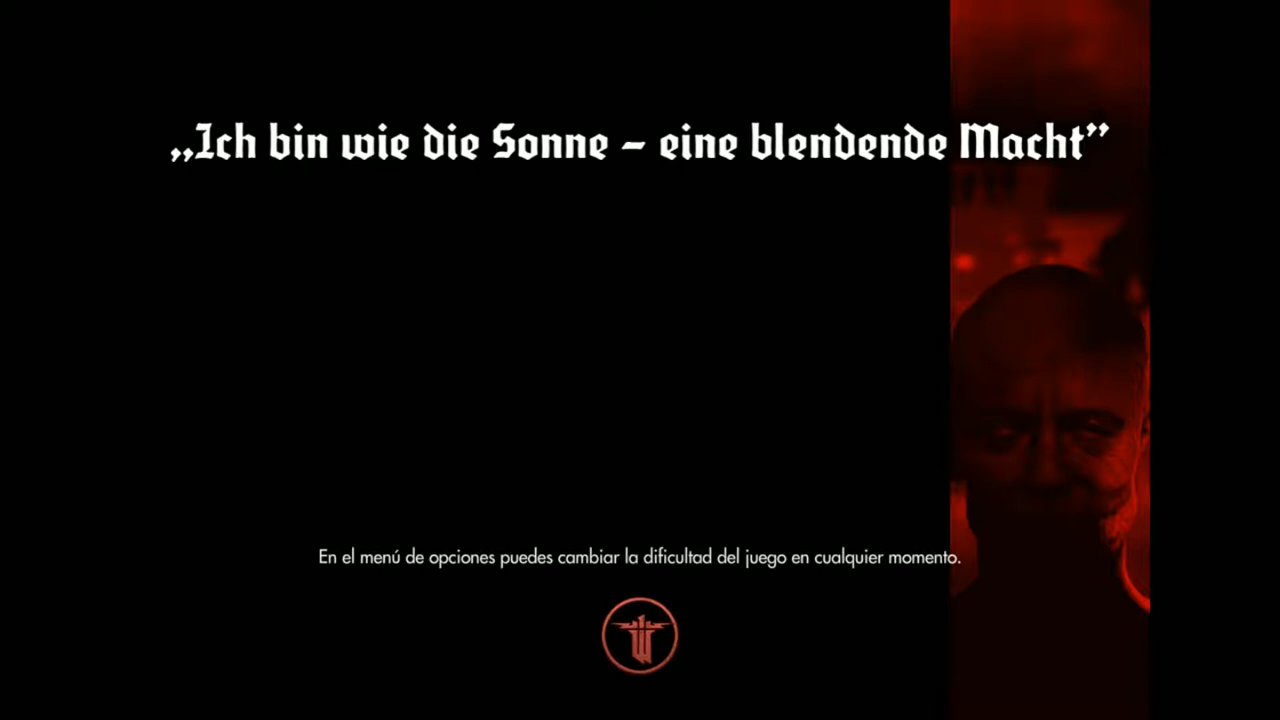 „Ich bin wie die Sonne – eine blendende Macht”
En el menú de opciones puedes cambiar la dificultad del juego en cualquier momento.